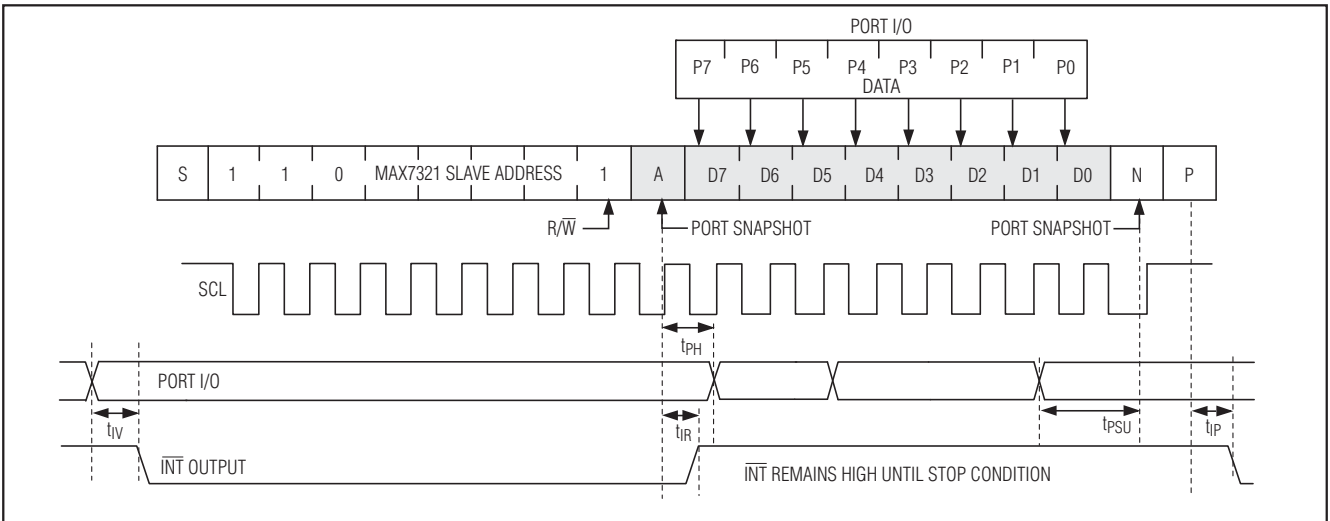 PORT I/O
P7 P6 P5 P4 P3 P2 P1 P0
DATA
S 1 1 0 MAX7321 SLAVE ADDRESS 1 A D7 D6 D5 D4 D3 D2 D1 D0 N P
R/W̅ PORT SNAPSHOT PORT SNAPSHOT
SCL
tPH
PORT I/O
tIV tIR tPSU tIP
I̅N̅T̅ OUTPUT I̅N̅T̅ REMAINS HIGH UNTIL STOP CONDITION